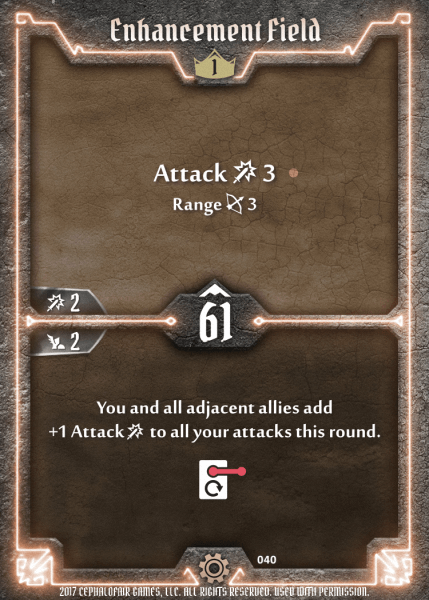 Enhancement Field
1
Attack 3
Range 3
2
61
2
You and all adjacent allies add
+1 Attack to all your attacks this round.
040
2017 CEPHALOFAIR GAMES, LLC. ALL RIGHTS RESERVED. USED WITH PERMISSION.